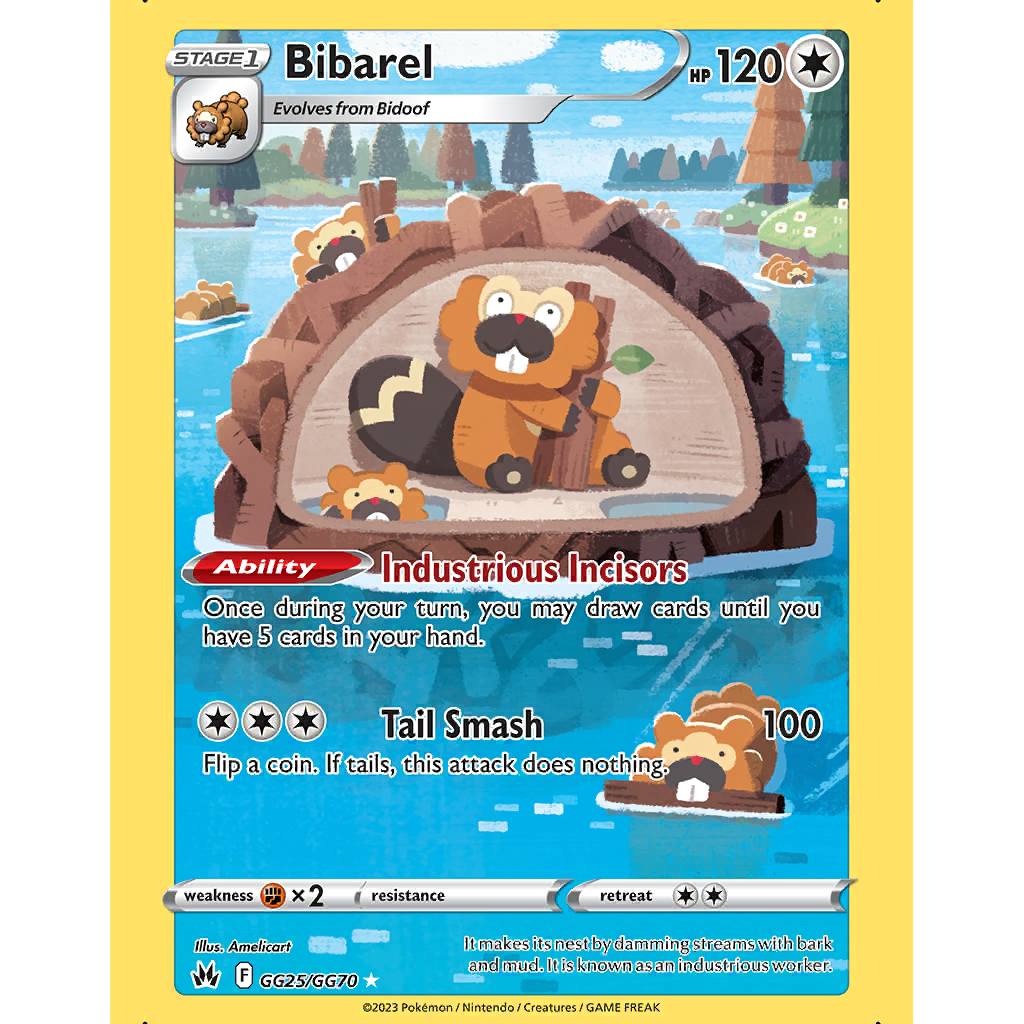 STAGE1
Bibarel
HP 120
Evolves from Bidoof
Ability
Industrious Incisors
Once during your turn, you may draw cards until you
have 5 cards in your hand.
Tail Smash
100
Flip a coin. If tails, this attack does nothing.
weakness ×2
resistance
retreat
Illus. Amelicart
It makes its nest by damming streams with bark
and mud. It is known as an industrious worker.
F GG25/GG70
©2023 Pokémon / Nintendo / Creatures / GAME FREAK